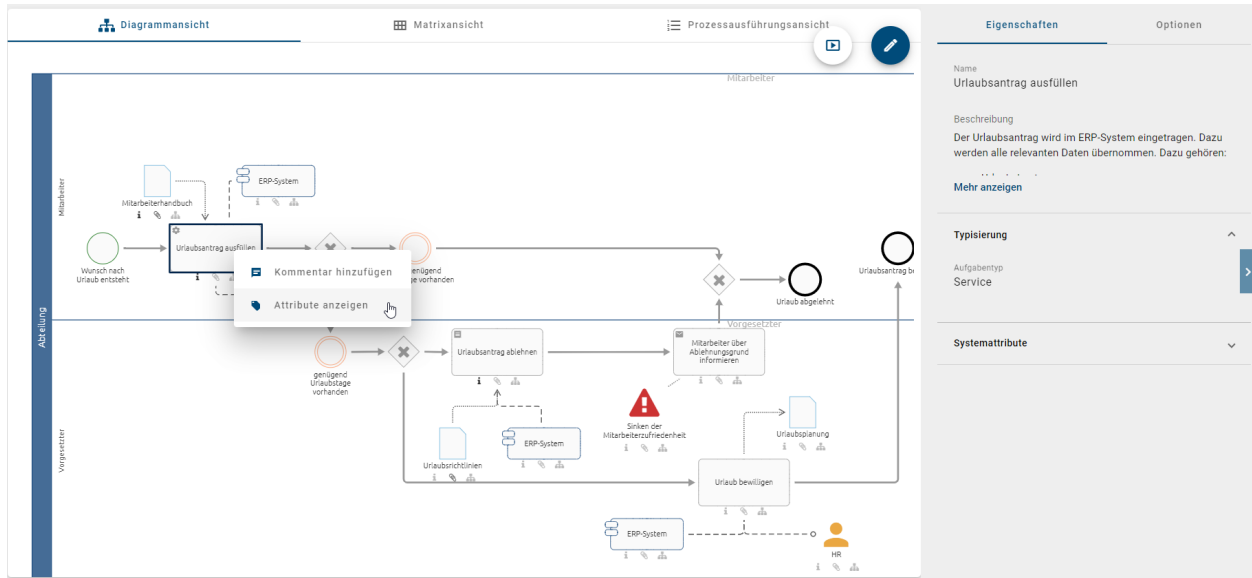 Diagrammansicht
Matrixansicht
Prozessausführungsansicht
Eigenschaften
Optionen
Mitarbeiter
Name
Urlaubsantrag ausfüllen
Beschreibung
Der Urlaubsantrag wird im ERP-System eingetragen. Dazu
werden alle relevanten Daten übernommen. Dazu gehören:
Mehr anzeigen
Typisierung
Aufgabentyp
Service
Systemattribute
Abteilung
Mitarbeiter
Mitarbeiterhandbuch
ERP-System
Wunsch nach
Urlaub entsteht
Urlaubsantrag ausfüllen
Kommentar hinzufügen
Attribute anzeigen
vorhanden
Urlaub abgelehnt
Urlaubsantrag
Vorgesetzter
Vorgesetzter
genügend
Urlaubstage
vorhanden
Urlaubsantrag ablehnen
Mitarbeiter über
Ablehnungsgrund
informieren
Urlaubsrichtlinien
ERP-System
Sinken der
Mitarbeiterzufriedenheit
Urlaubsplanung
Urlaub bewilligen
ERP-System
HR